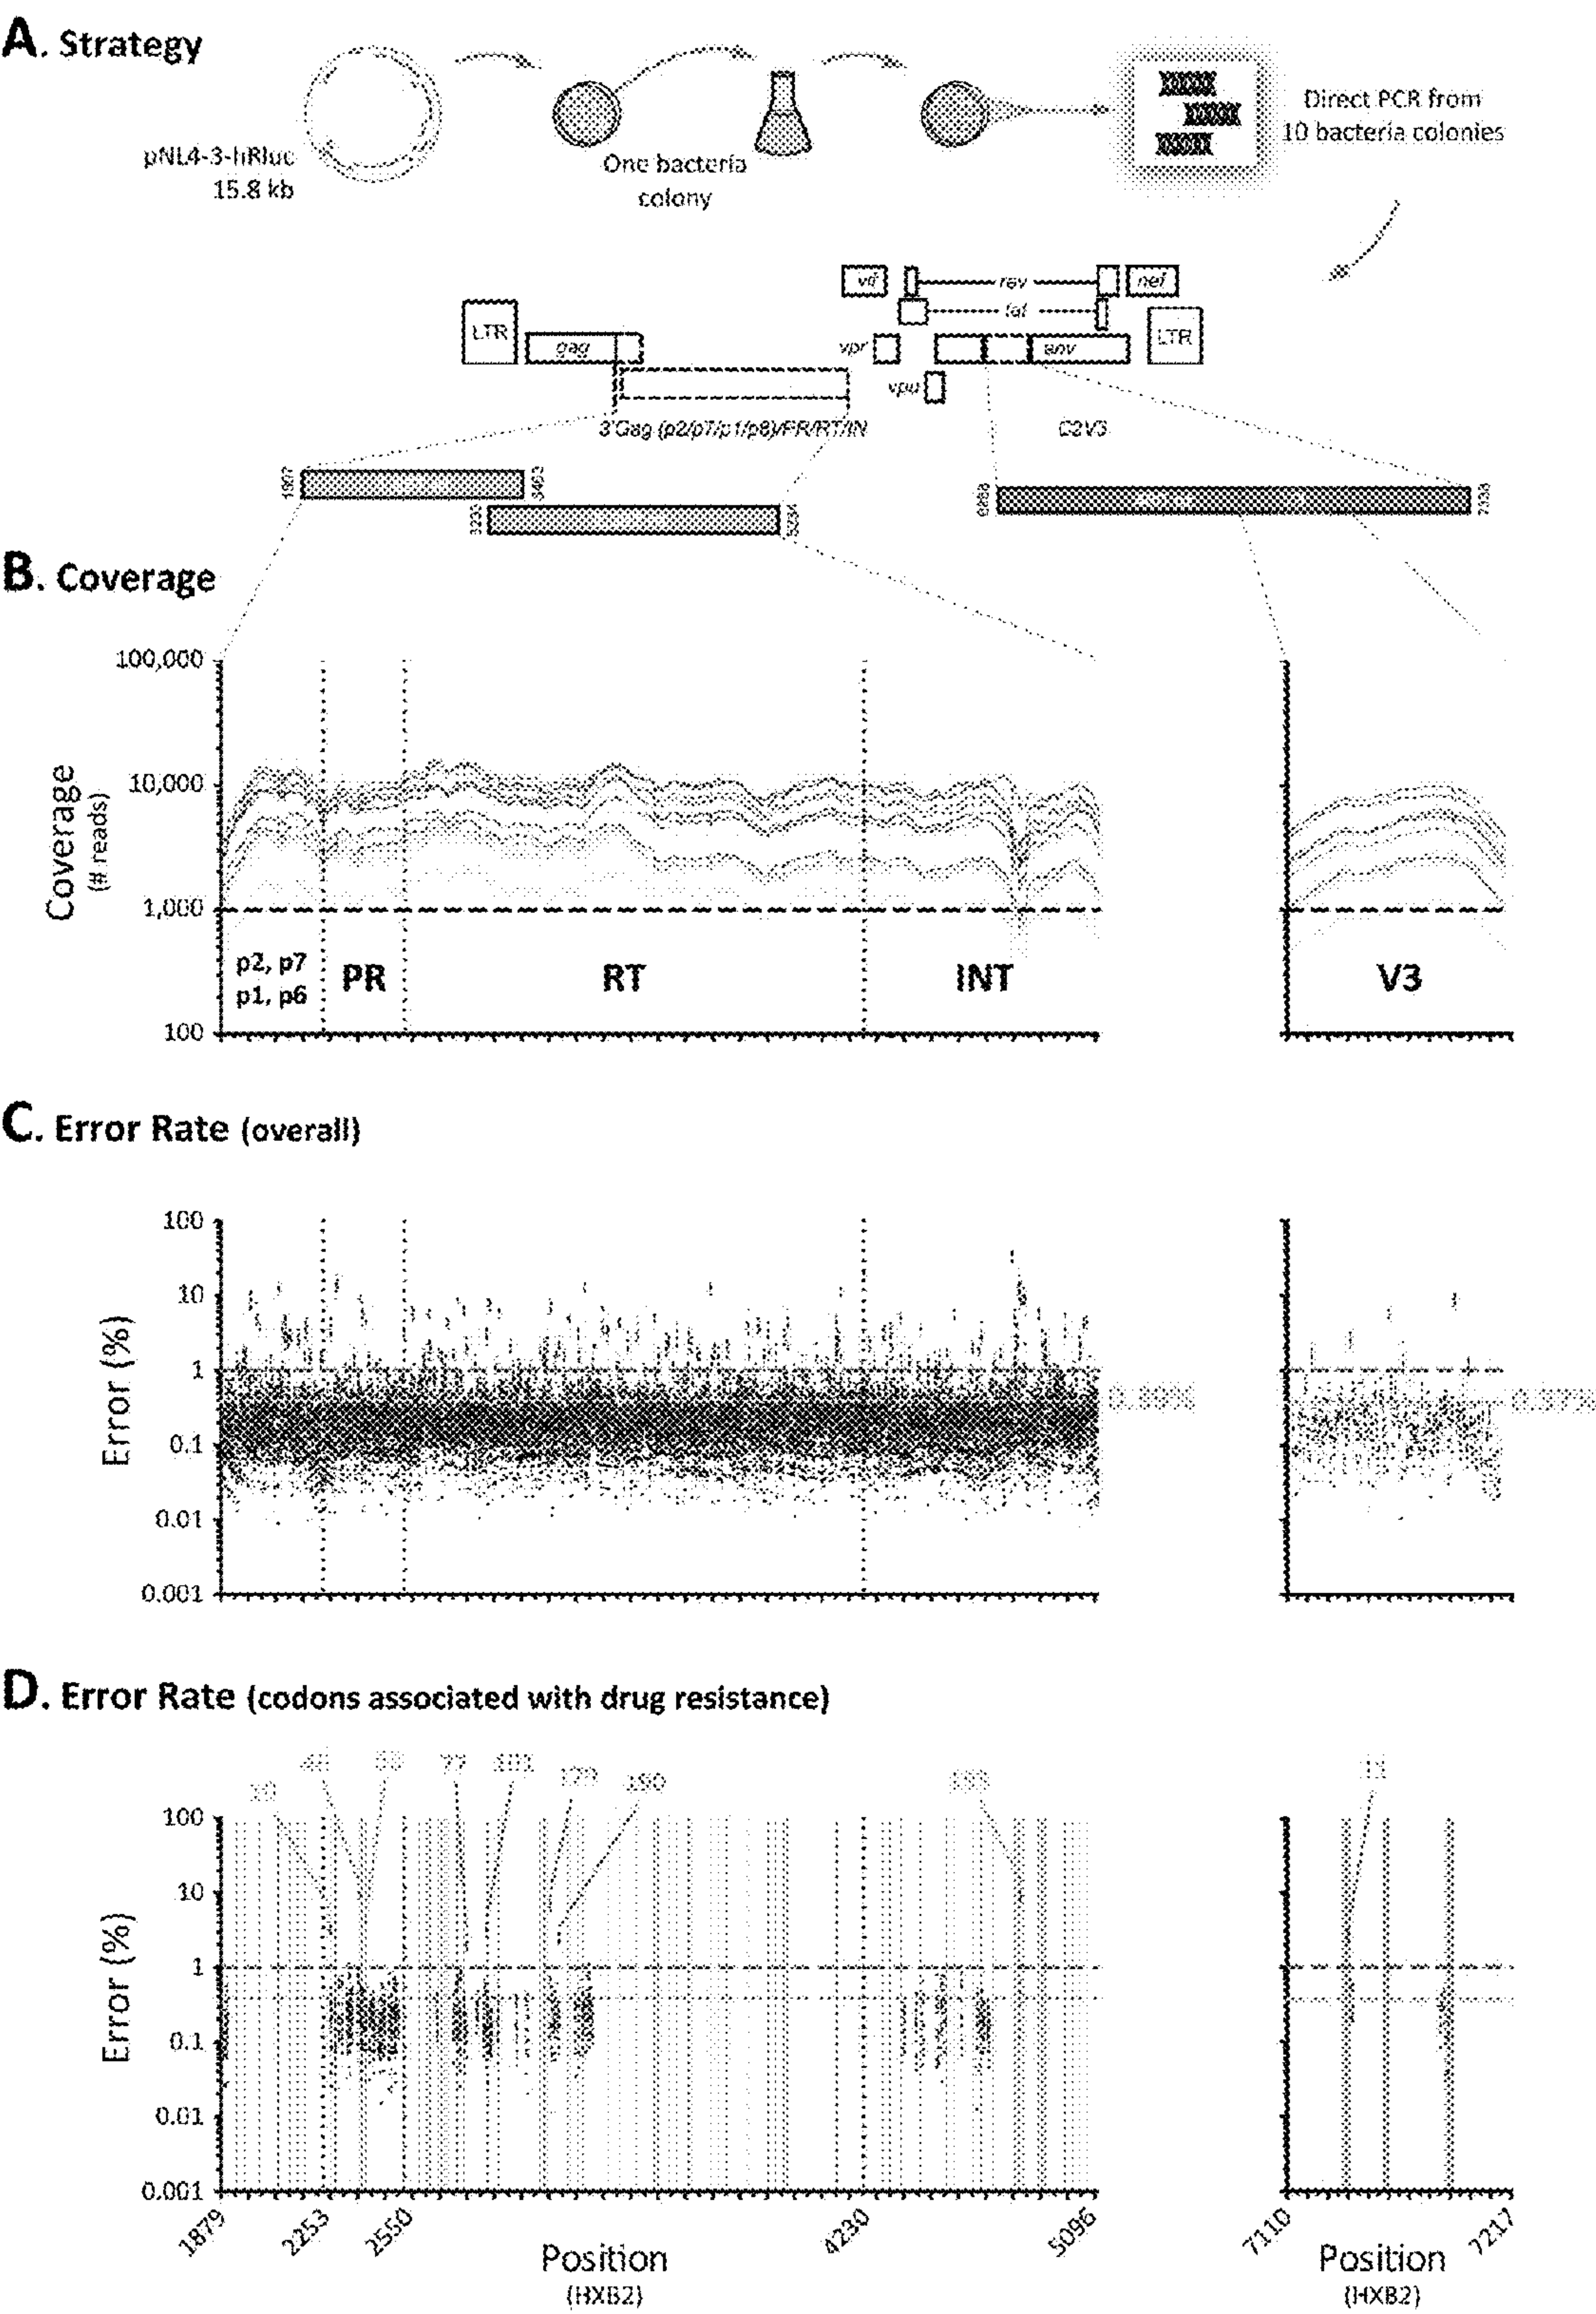 A. Strategy
pNL4-3-hRluc
15.8 kb
One bacteria
colony
Direct PCR from
10 bacteria colonies
vif
rev
nef
tat
LTR
gag
vpr
env
LTR
vpu
3'Gag (p2/p7/p1/p6)/PR/RT/IN
C2V3
B. Coverage
100,000
10,000
1,000
100
Coverage
(# reads)
p2, p7
p1, p6
PR
RT
INT
V3
C. Error Rate (overall)
100
10
1
0.1
0.01
0.001
Error (%)
D. Error Rate (codons associated with drug resistance)
77
101
179
190
11
100
10
1
0.1
0.01
0.001
Error (%)
1879
2253
2550
4230
5096
7110
7217
Position
(HXB2)
Position
(HXB2)